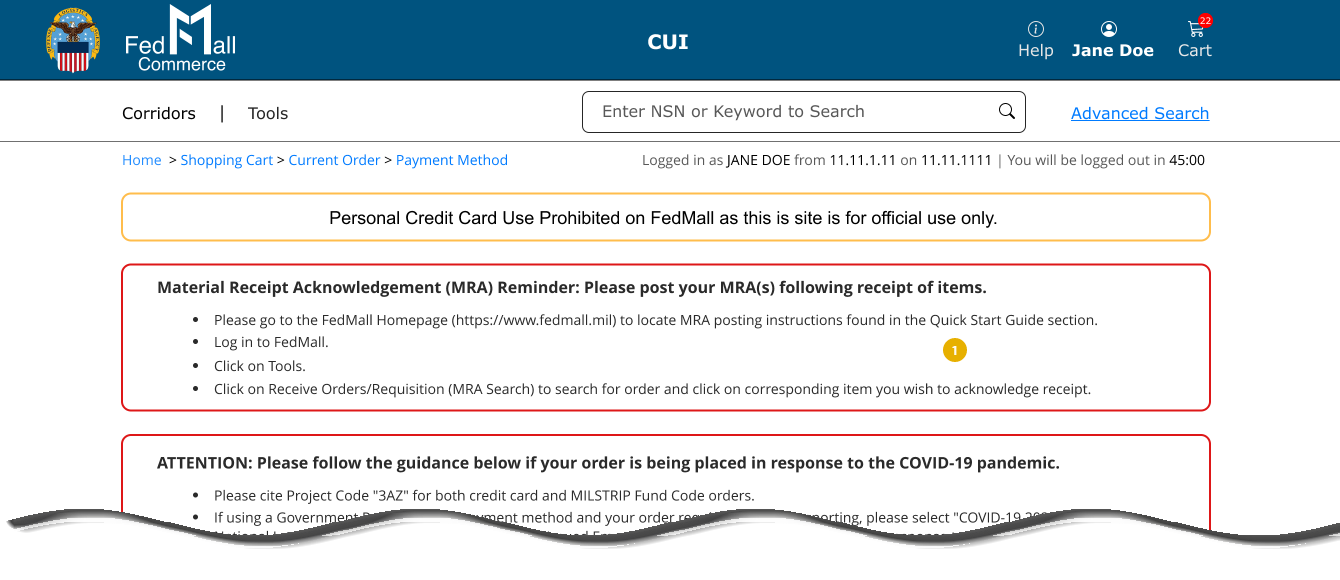 Fed Mall
Commerce
CUI
Help
Jane Doe
22
Cart
Corridors | Tools
Enter NSN or Keyword to Search
Advanced Search
Home > Shopping Cart > Current Order > Payment Method
Logged in as JANE DOE from 11.11.1.11 on 11.11.1111 | You will be logged out in 45:00
Personal Credit Card Use Prohibited on FedMall as this is site is for official use only.
Material Receipt Acknowledgement (MRA) Reminder: Please post your MRA(s) following receipt of items.
• Please go to the FedMall Homepage (https://www.fedmall.mil) to locate MRA posting instructions found in the Quick Start Guide section.
• Log in to FedMall.
1
• Click on Tools.
• Click on Receive Orders/Requisition (MRA Search) to search for order and click on corresponding item you wish to acknowledge receipt.
ATTENTION: Please follow the guidance below if your order is being placed in response to the COVID-19 pandemic.
• Please cite Project Code "3AZ" for both credit card and MILSTRIP Fund Code orders.
• If using a Government payment method and your order please select "COVID-19